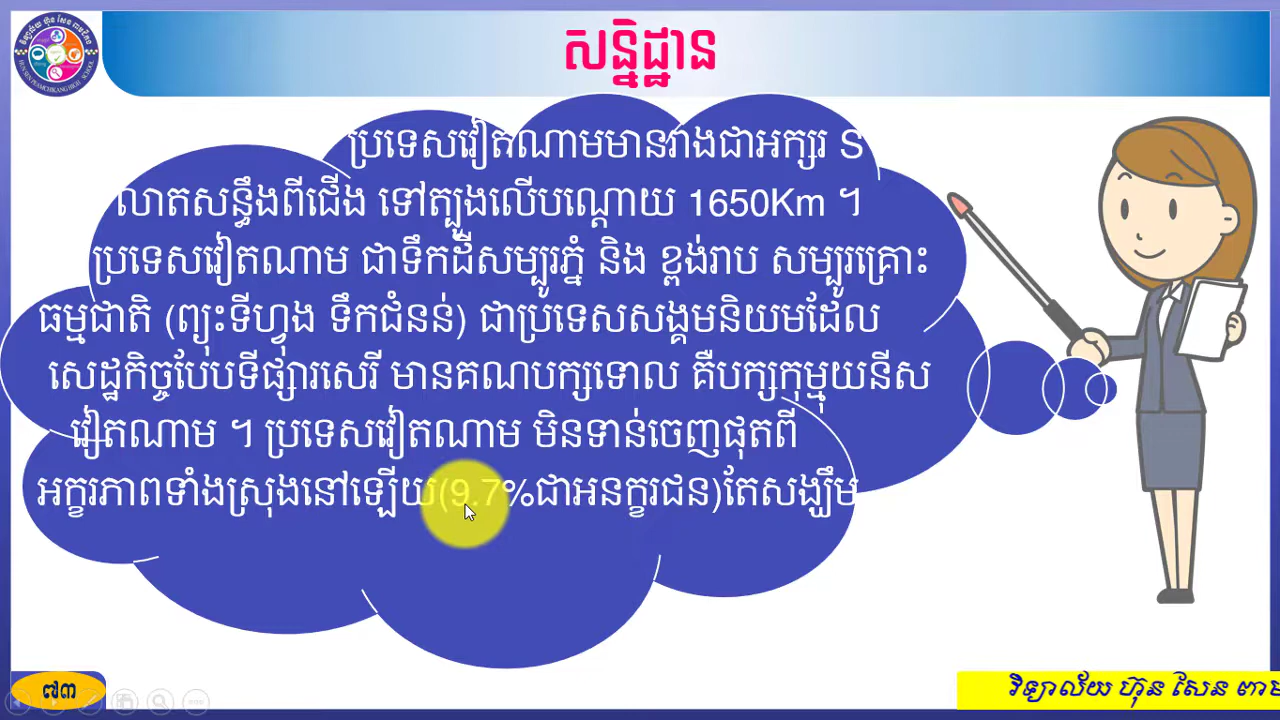 សន្និដ្ឋាន
ប្រទេសវៀតណាមមានរាងជាអក្សរ S
លាតសន្ធឹងពីជើង ទៅត្បូងលើបណ្តោយ 1650Km ។
ប្រទេសវៀតណាម ជាទឹកដីសម្បូរភ្នំ និង ខ្ពង់រាប សម្បូរគ្រោះ
ធម្មជាតិ (ព្យុះទីហ្វុង ទឹកជំនន់) ជាប្រទេសសង្គមនិយមដែល
សេដ្ឋកិច្ចបែបទីផ្សារសេរី មានគណបក្សទោល គឺបក្សកុម្មុយនីស
វៀតណាម ។ ប្រទេសវៀតណាម មិនទាន់ចេញផុតពី
អក្ខរភាពទាំងស្រុងនៅឡើយ(9.7%ជាអនក្ខរជន)តែសង្ឃឹម
៧៣
វិទ្យាល័យ ហ៊ុន សែន ពាម